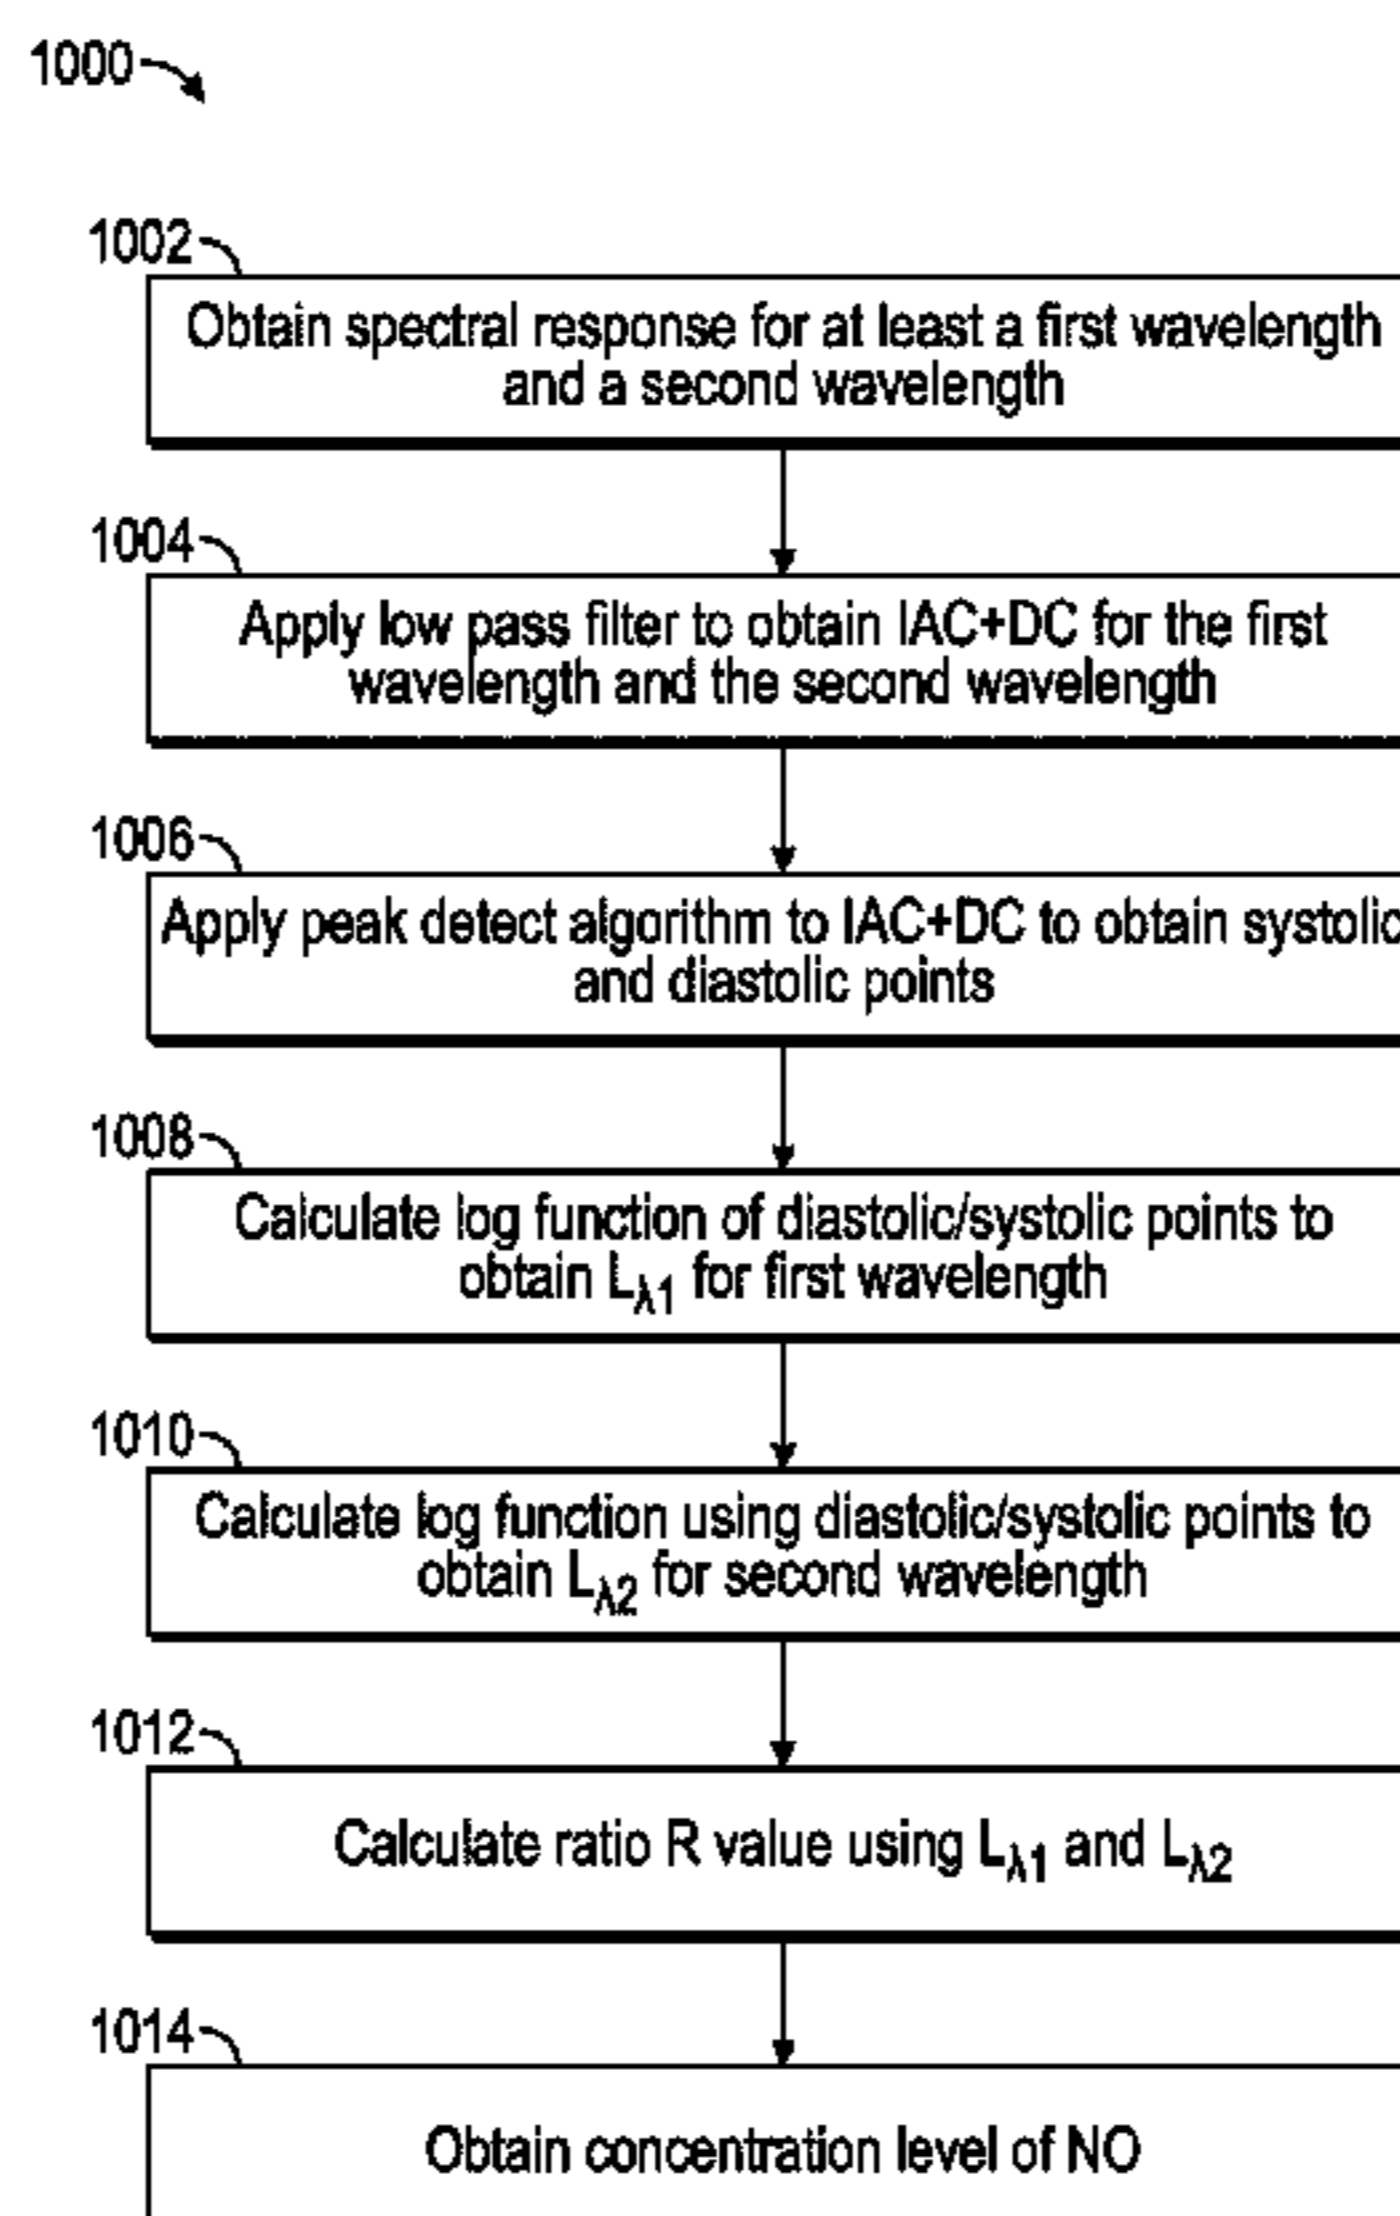 1000
1002
Obtain spectral response for at least a first wavelength
and a second wavelength
1004
Apply low pass filter to obtain IAC+DC for the first
wavelength and the second wavelength
1006
Apply peak detect algorithm to IAC+DC to obtain systolic
and diastolic points
1008
Calculate log function of diastolic/systolic points to
obtain Lλ1 for first wavelength
1010
Calculate log function using diastolic/systolic points to
obtain Lλ2 for second wavelength
1012
Calculate ratio R value using Lλ1 and Lλ2
1014
Obtain concentration level of NO